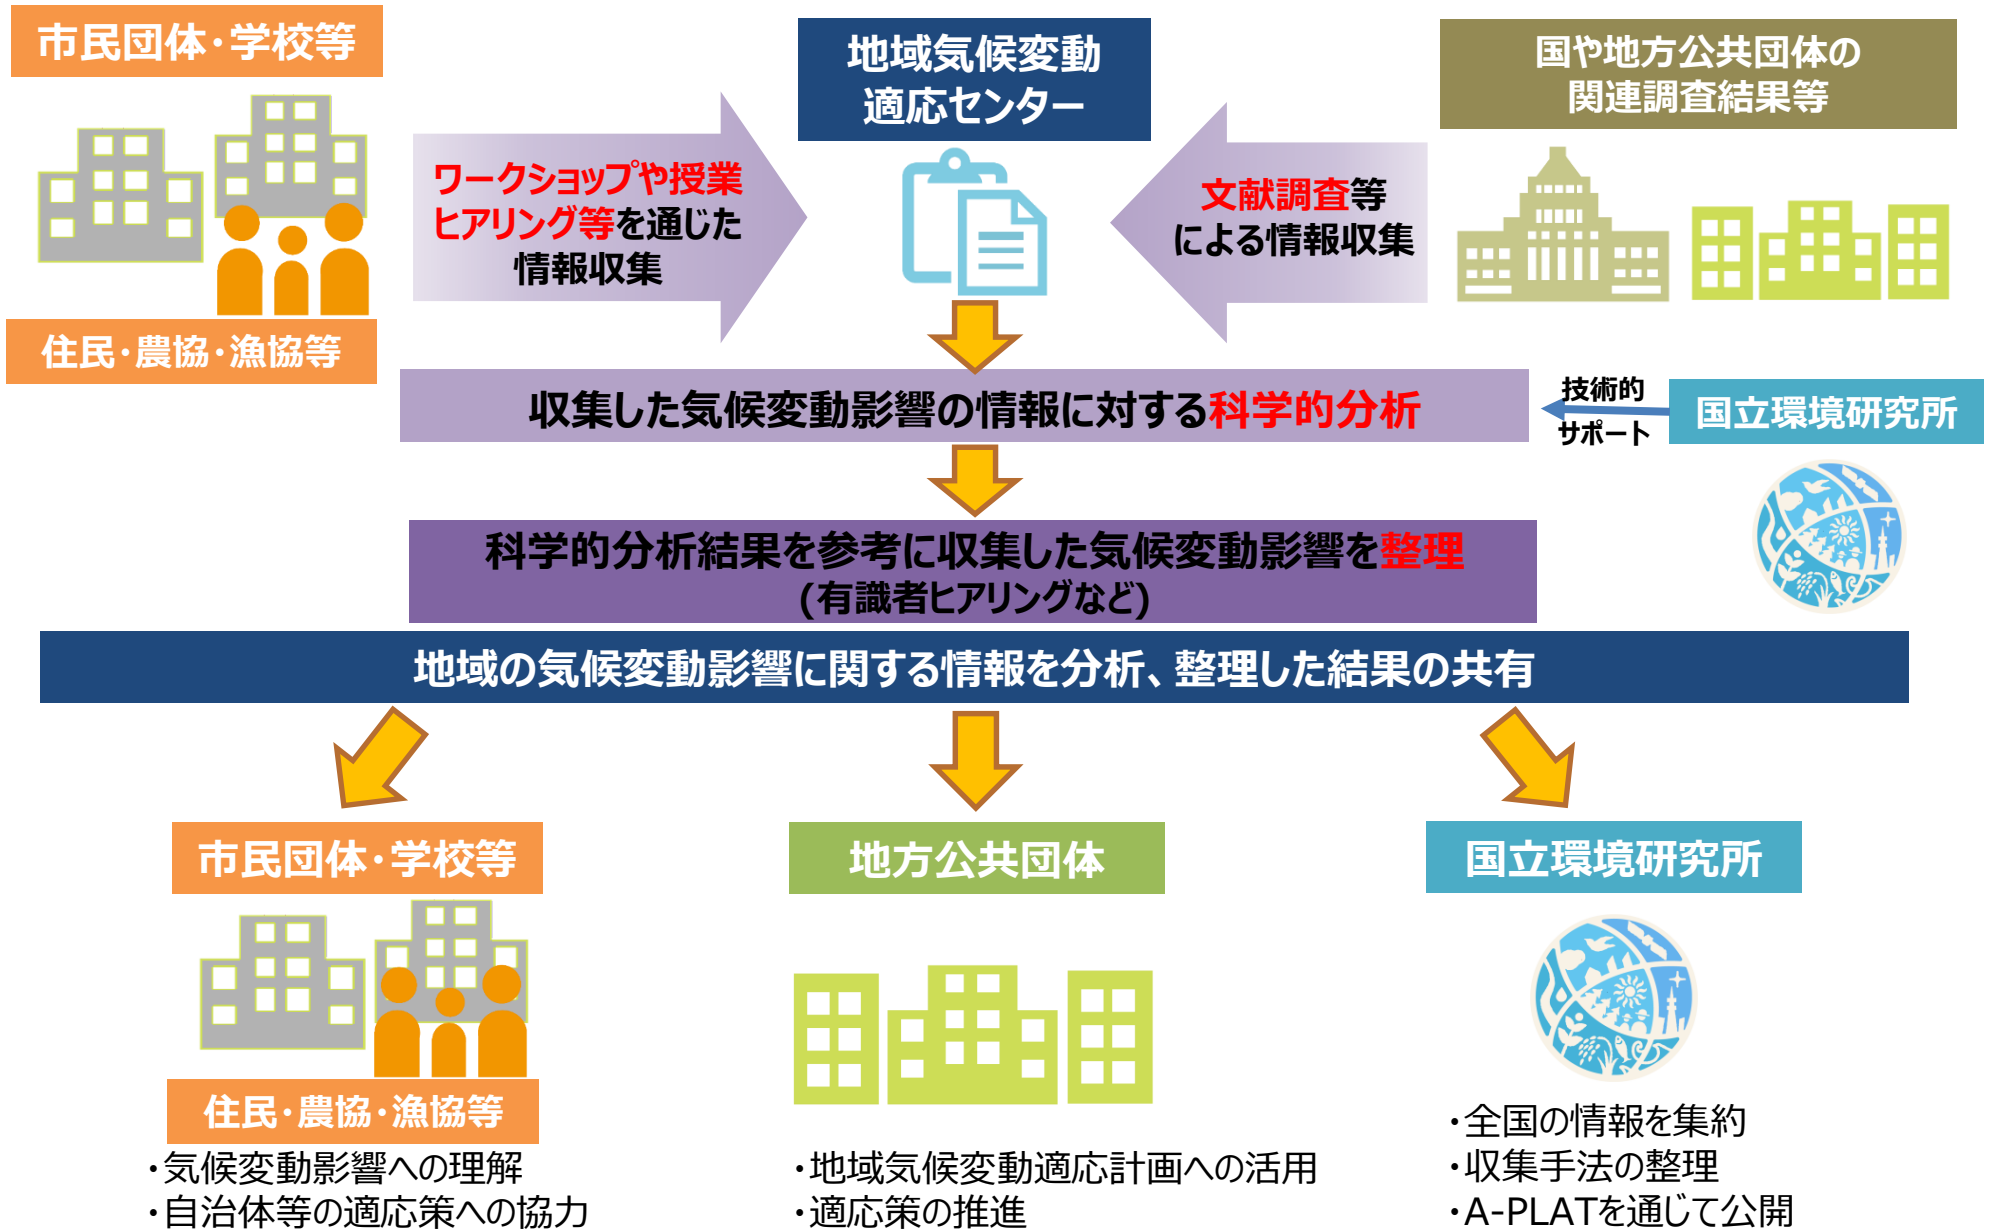 市民団体・学校等
地域気候変動
適応センター
国や地方公共団体の
関連調査結果等
ワークショップや授業
ヒアリング等を通じた
情報収集
文献調査等
による情報収集
住民・農協・漁協等
収集した気候変動影響の情報に対する科学的分析
技術的
サポート
国立環境研究所
科学的分析結果を参考に収集した気候変動影響を整理
(有識者ヒアリングなど)
地域の気候変動影響に関する情報を分析、整理した結果の共有
市民団体・学校等
住民・農協・漁協等
・気候変動影響への理解
・自治体等の適応策への協力
地方公共団体
・地域気候変動適応計画への活用
・適応策の推進
国立環境研究所
・全国の情報を集約
・収集手法の整理
・A-PLATを通じて公開